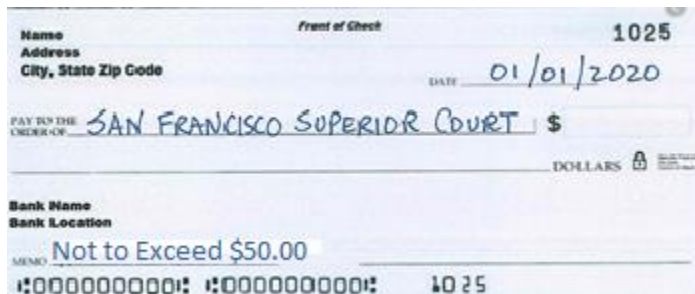 Front of Check
Name 1025
Address
City, State Zip Code
DATE 01/01/2020
PAY TO THE
ORDER OF SAN FRANCISCO SUPERIOR COURT $
DOLLARS
Bank Name
Bank Location
MEMO Not to Exceed $50.00
⑆000000000⑆ ⑆000000000⑆ 1025